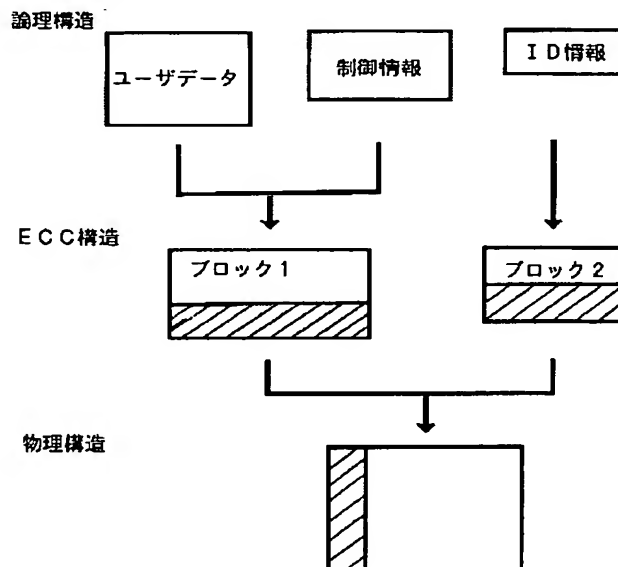 論理構造
ユーザデータ
制御情報
ＩＤ情報
ＥＣＣ構造
ブロック１
ブロック２
物理構造